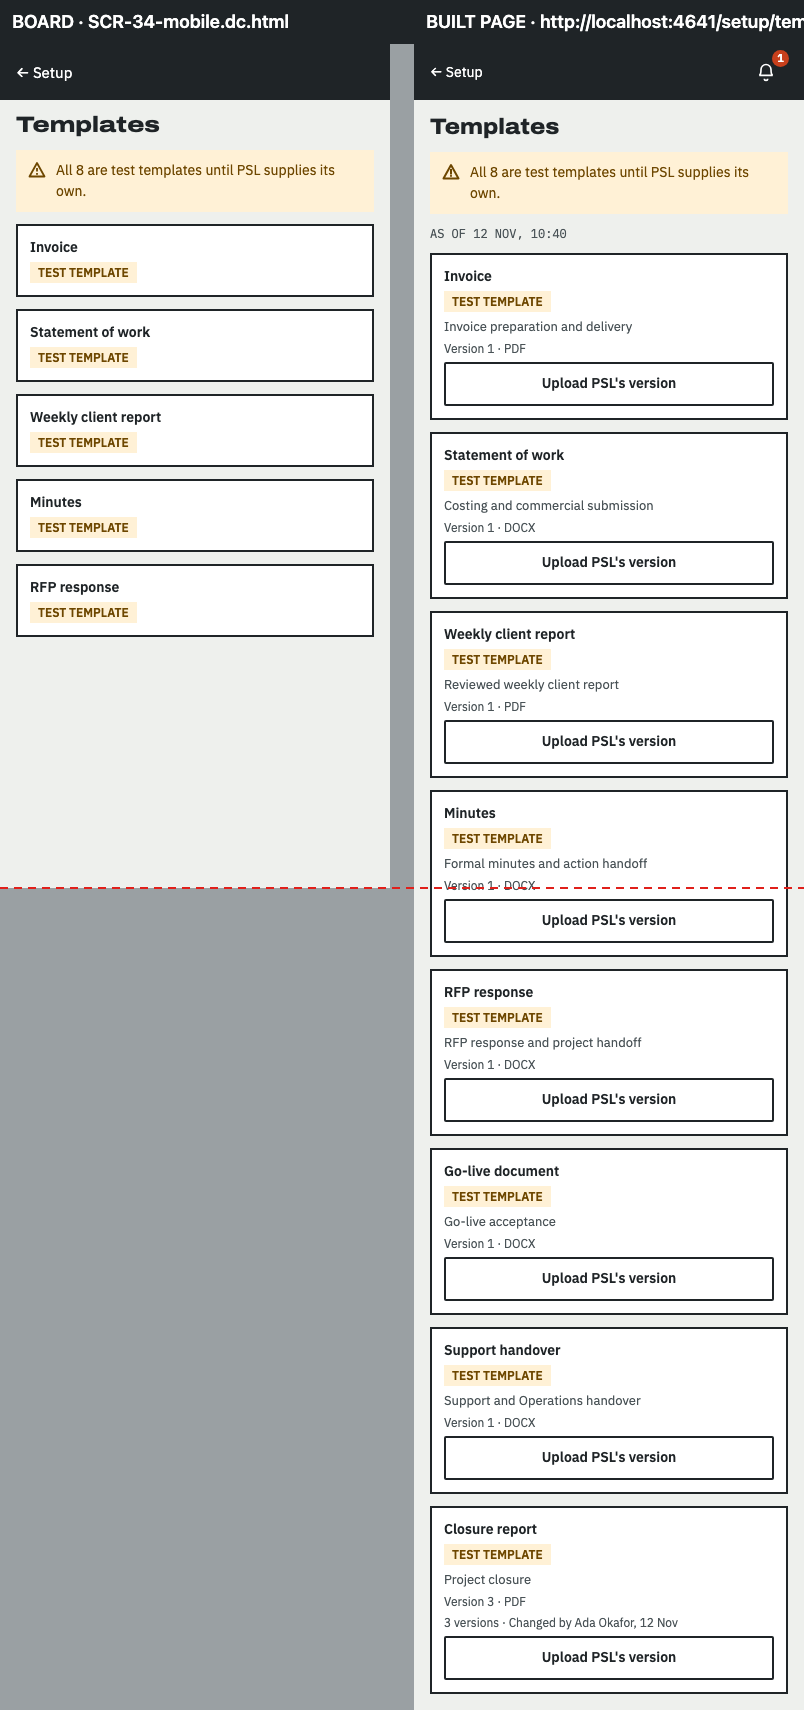 BOARD · SCR-34-mobile.dc.html
← Setup
Templates
All 8 are test templates until PSL supplies its
own.
Invoice
TEST TEMPLATE
Statement of work
TEST TEMPLATE
Weekly client report
TEST TEMPLATE
Minutes
TEST TEMPLATE
RFP response
TEST TEMPLATE
BUILT PAGE · http://localhost:4641/setup/tem
← Setup
1
Templates
All 8 are test templates until PSL supplies its
own.
AS OF 12 NOV, 10:40
Invoice
TEST TEMPLATE
Invoice preparation and delivery
Version 1 · PDF
Upload PSL's version
Statement of work
TEST TEMPLATE
Costing and commercial submission
Version 1 · DOCX
Upload PSL's version
Weekly client report
TEST TEMPLATE
Reviewed weekly client report
Version 1 · PDF
Upload PSL's version
Minutes
TEST TEMPLATE
Formal minutes and action handoff
Version 1 · DOCX
Upload PSL's version
RFP response
TEST TEMPLATE
RFP response and project handoff
Version 1 · DOCX
Upload PSL's version
Go-live document
TEST TEMPLATE
Go-live acceptance
Version 1 · DOCX
Upload PSL's version
Support handover
TEST TEMPLATE
Support and Operations handover
Version 1 · DOCX
Upload PSL's version
Closure report
TEST TEMPLATE
Project closure
Version 3 · PDF
3 versions · Changed by Ada Okafor, 12 Nov
Upload PSL's version